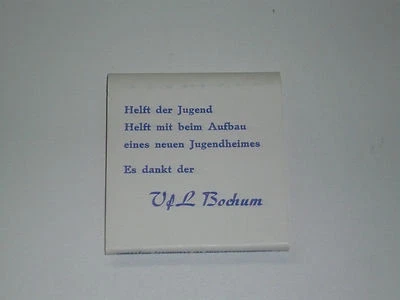 Helft der Jugend
Helft mit beim Aufbau
eines neuen Jugendheimes
Es dankt der
VfL Bochum